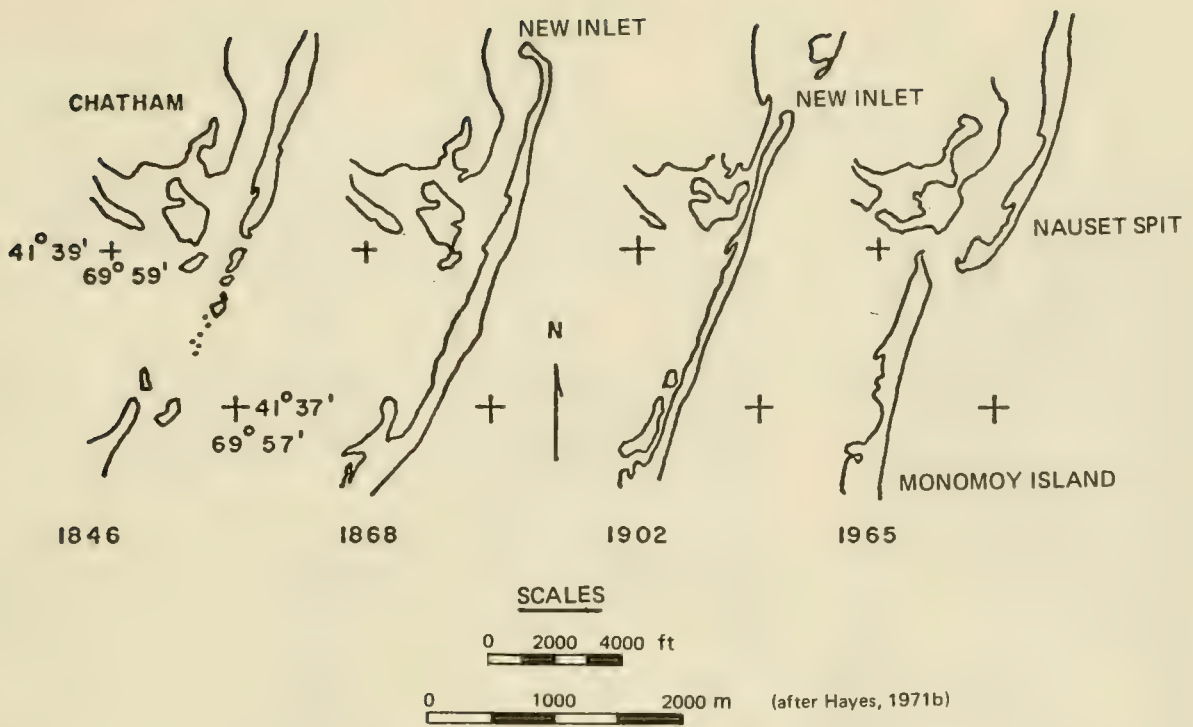 NEW INLET
CHATHAM
NEW INLET
41°39'
69°59'
NAUSET SPIT
N
41°37'
69°57'
MONOMOY ISLAND
1846
1868
1902
1965
SCALES
0 2000 4000 ft
0 1000 2000 m (after Hayes, 1971b)